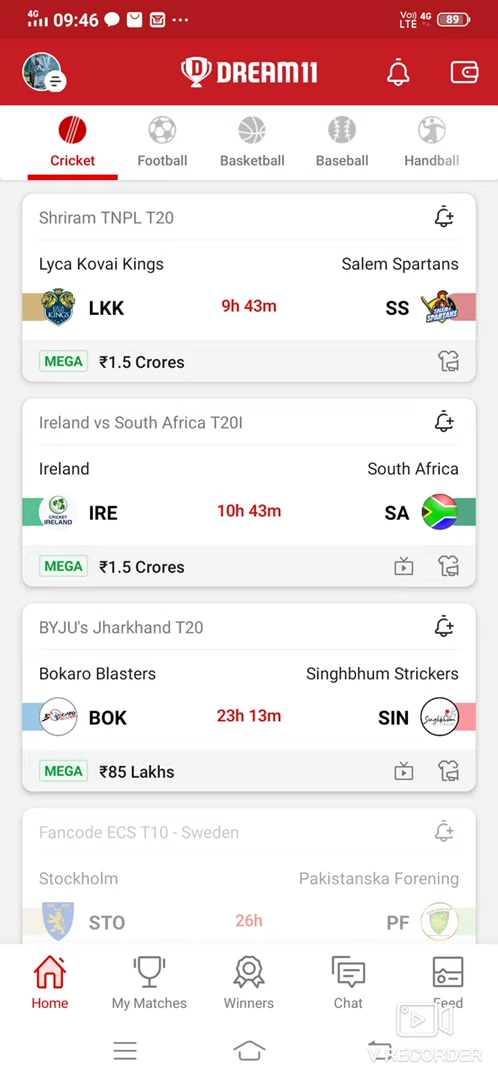 4G 09:46 Vo) 4G LTE 89
DREAM11
Cricket Football Basketball Baseball Handball
Shriram TNPL T20
Lyca Kovai Kings Salem Spartans
LKK 9h 43m SS
MEGA ₹1.5 Crores
Ireland vs South Africa T20I
Ireland South Africa
CRICKET IRELAND IRE 10h 43m SA
MEGA ₹1.5 Crores
BYJU's Jharkhand T20
Bokaro Blasters Singhbhum Strickers
BOK 23h 13m SIN
MEGA ₹85 Lakhs
Fancode ECS T10 - Sweden
Stockholm Pakistanska Forening
STO 26h PF
Home My Matches Winners Chat Feed
V.RECORDER